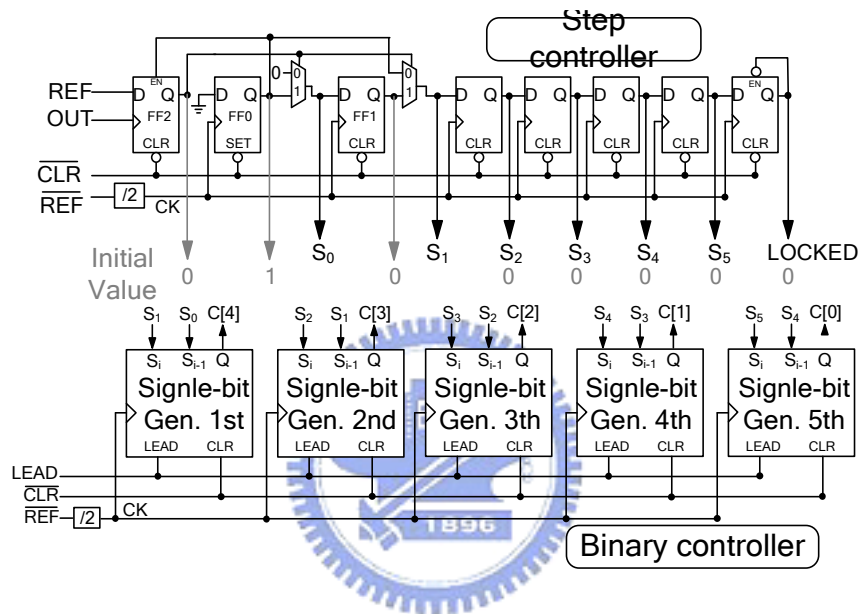 Step
controller
0 0 1 0 1
EN EN
REF D Q D Q D Q D Q D Q D Q D Q D Q
FF2 FF0 FF1
OUT
CLR SET CLR CLR CLR CLR CLR CLR
CLR
REF /2 CK
S0 S1 S2 S3 S4 S5 LOCKED
Initial
Value
0 1 0 0 0 0 0 0
S1 S0 C[4] S2 S1 C[3] S3 S2 C[2] S4 S3 C[1] S5 S4 C[0]
Si Si-1 Q Si Si-1 Q Si Si-1 Q Si Si-1 Q Si Si-1 Q
Signle-bit Signle-bit Signle-bit Signle-bit Signle-bit
Gen. 1st Gen. 2nd Gen. 3th Gen. 4th Gen. 5th
LEAD CLR LEAD CLR LEAD CLR LEAD CLR LEAD CLR
LEAD
CLR
REF /2 CK
1896
Binary controller